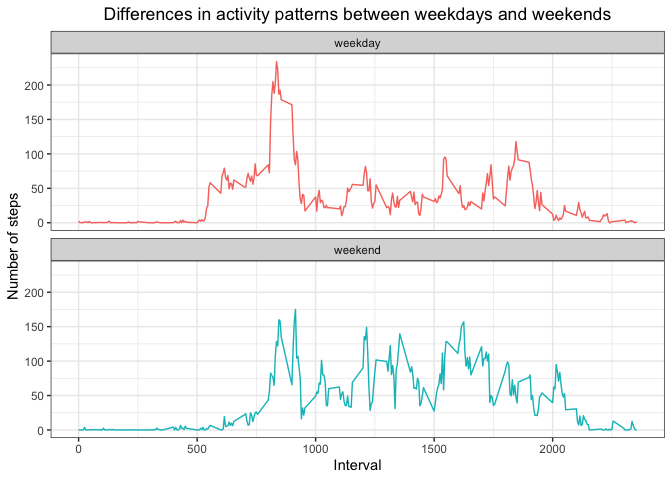 Differences in activity patterns between weekdays and weekends
weekday
200
150
100
50
0
weekend
200
150
100
50
0
Number of steps
0 500 1000 1500 2000
Interval